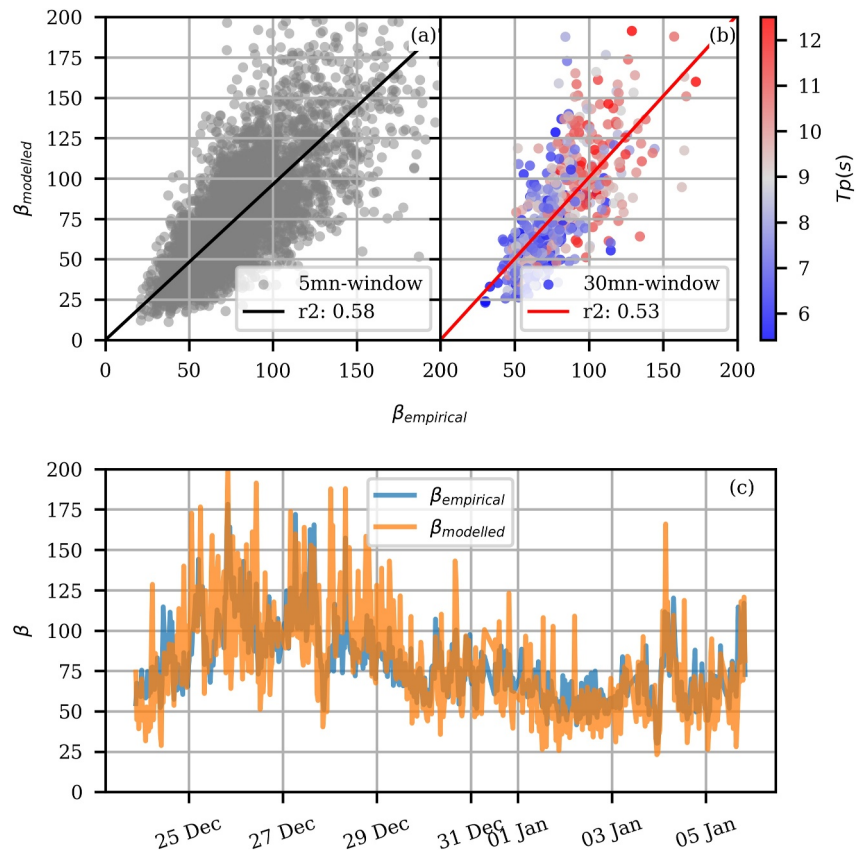 200
175
150
125
100
75
50
25
0
β_modelled
(a)
5mn-window
r2: 0.58
0
50
100
150
200
(b)
30mn-window
r2: 0.53
50
100
150
200
β_empirical
12
11
10
9
8
7
6
Tp(s)
200
175
150
125
100
75
50
25
0
β
(c)
β_empirical
β_modelled
25 Dec
27 Dec
29 Dec
31 Dec
01 Jan
03 Jan
05 Jan